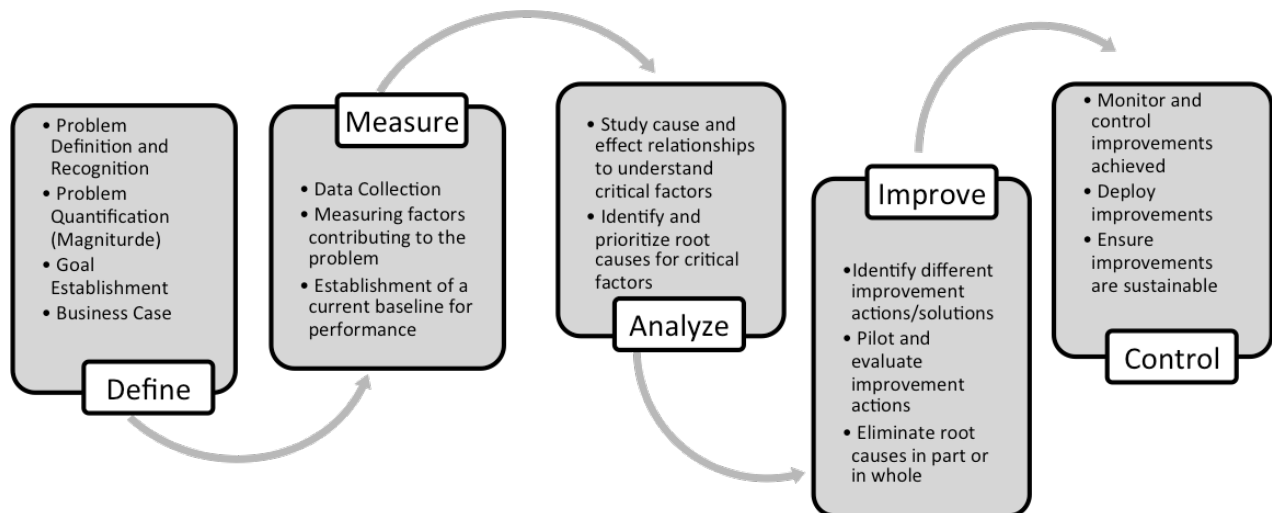 • Problem
Definition and
Recognition
• Problem
Quantification
(Magniturde)
• Goal
Establishment
• Business Case
Define
Measure
• Data Collection
• Measuring factors
contributing to the
problem
• Establishment of a
current baseline for
performance
• Study cause and
effect relationships
to understand
critical factors
• Identify and
prioritize root
causes for critical
factors
Analyze
Improve
•Identify different
improvement
actions/solutions
• Pilot and
evaluate
improvement
actions
• Eliminate root
causes in part or
in whole
• Monitor and
control
improvements
achieved
• Deploy
improvements
• Ensure
improvements
are sustainable
Control